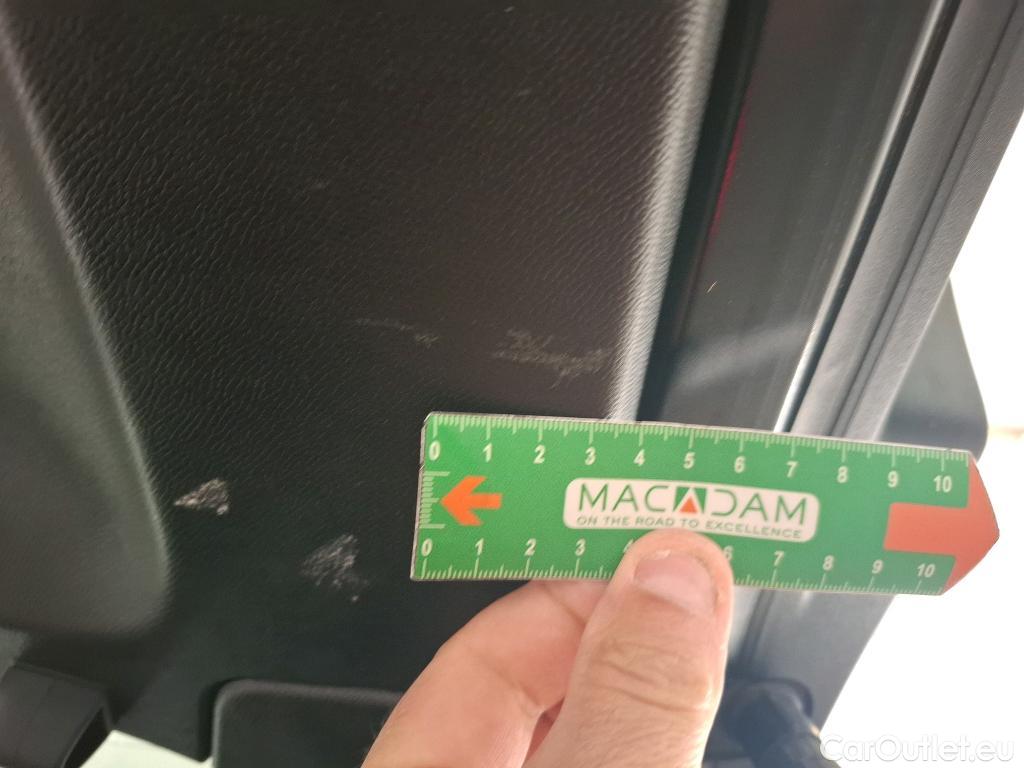 0 1 2 3 4 5 6 7 8 9 10
MACADAM
ON THE ROAD TO EXCELLENCE
0 1 2 3 4 6 7 8 9 10
CarOutlet.eu